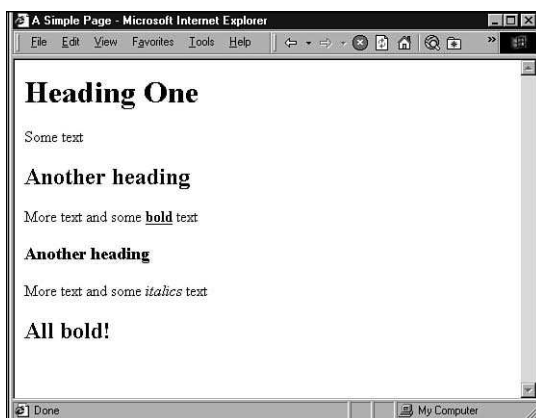 A Simple Page - Microsoft Internet Explorer
File Edit View Favorites Tools Help »
Heading One
Some text
Another heading
More text and some bold text
Another heading
More text and some italics text
All bold!
Done My Computer